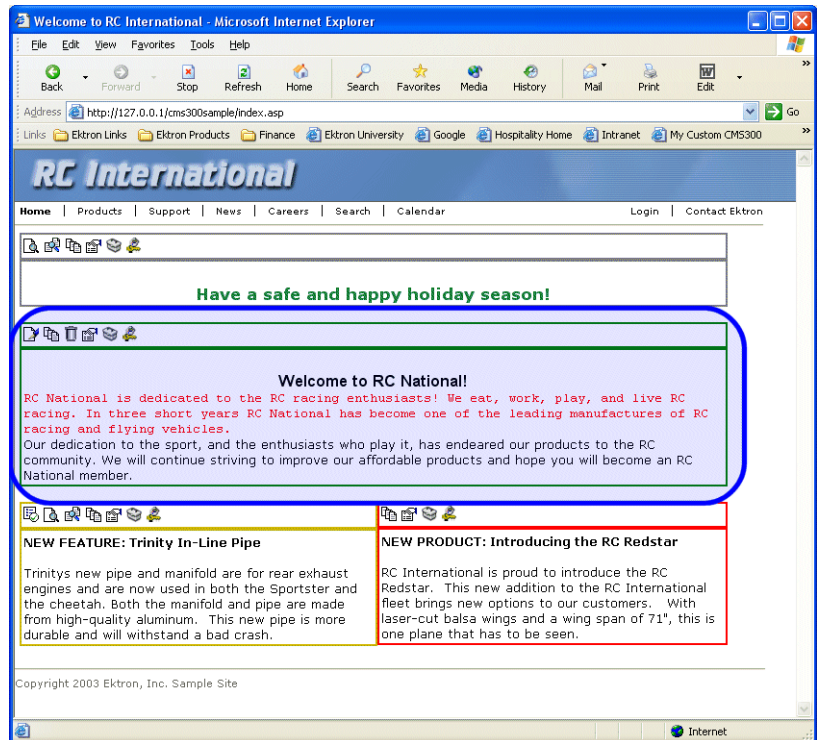 Welcome to RC International - Microsoft Internet Explorer
File Edit View Favorites Tools Help
Back Forward Stop Refresh Home Search Favorites Media History Mail Print Edit »
Address http://127.0.0.1/cms300sample/index.asp Go
Links Ektron Links Ektron Products Finance Ektron University Google Hospitality Home Intranet My Custom CMS300 »
RC International
Home | Products | Support | News | Careers | Search | Calendar Login | Contact Ektron
Have a safe and happy holiday season!
Welcome to RC National!
RC National is dedicated to the RC racing enthusiasts! We eat, work, play, and live RC
racing. In three short years RC National has become one of the leading manufactures of RC
racing and flying vehicles.
Our dedication to the sport, and the enthusiasts who play it, has endeared our products to the RC
community. We will continue striving to improve our affordable products and hope you will become an RC
National member.
NEW FEATURE: Trinity In-Line Pipe
Trinitys new pipe and manifold are for rear exhaust
engines and are now used in both the Sportster and
the cheetah. Both the manifold and pipe are made
from high-quality aluminum. This new pipe is more
durable and will withstand a bad crash.
NEW PRODUCT: Introducing the RC Redstar
RC International is proud to introduce the RC
Redstar. This new addition to the RC International
fleet brings new options to our customers. With
laser-cut balsa wings and a wing span of 71", this is
one plane that has to be seen.
Copyright 2003 Ektron, Inc. Sample Site
Internet